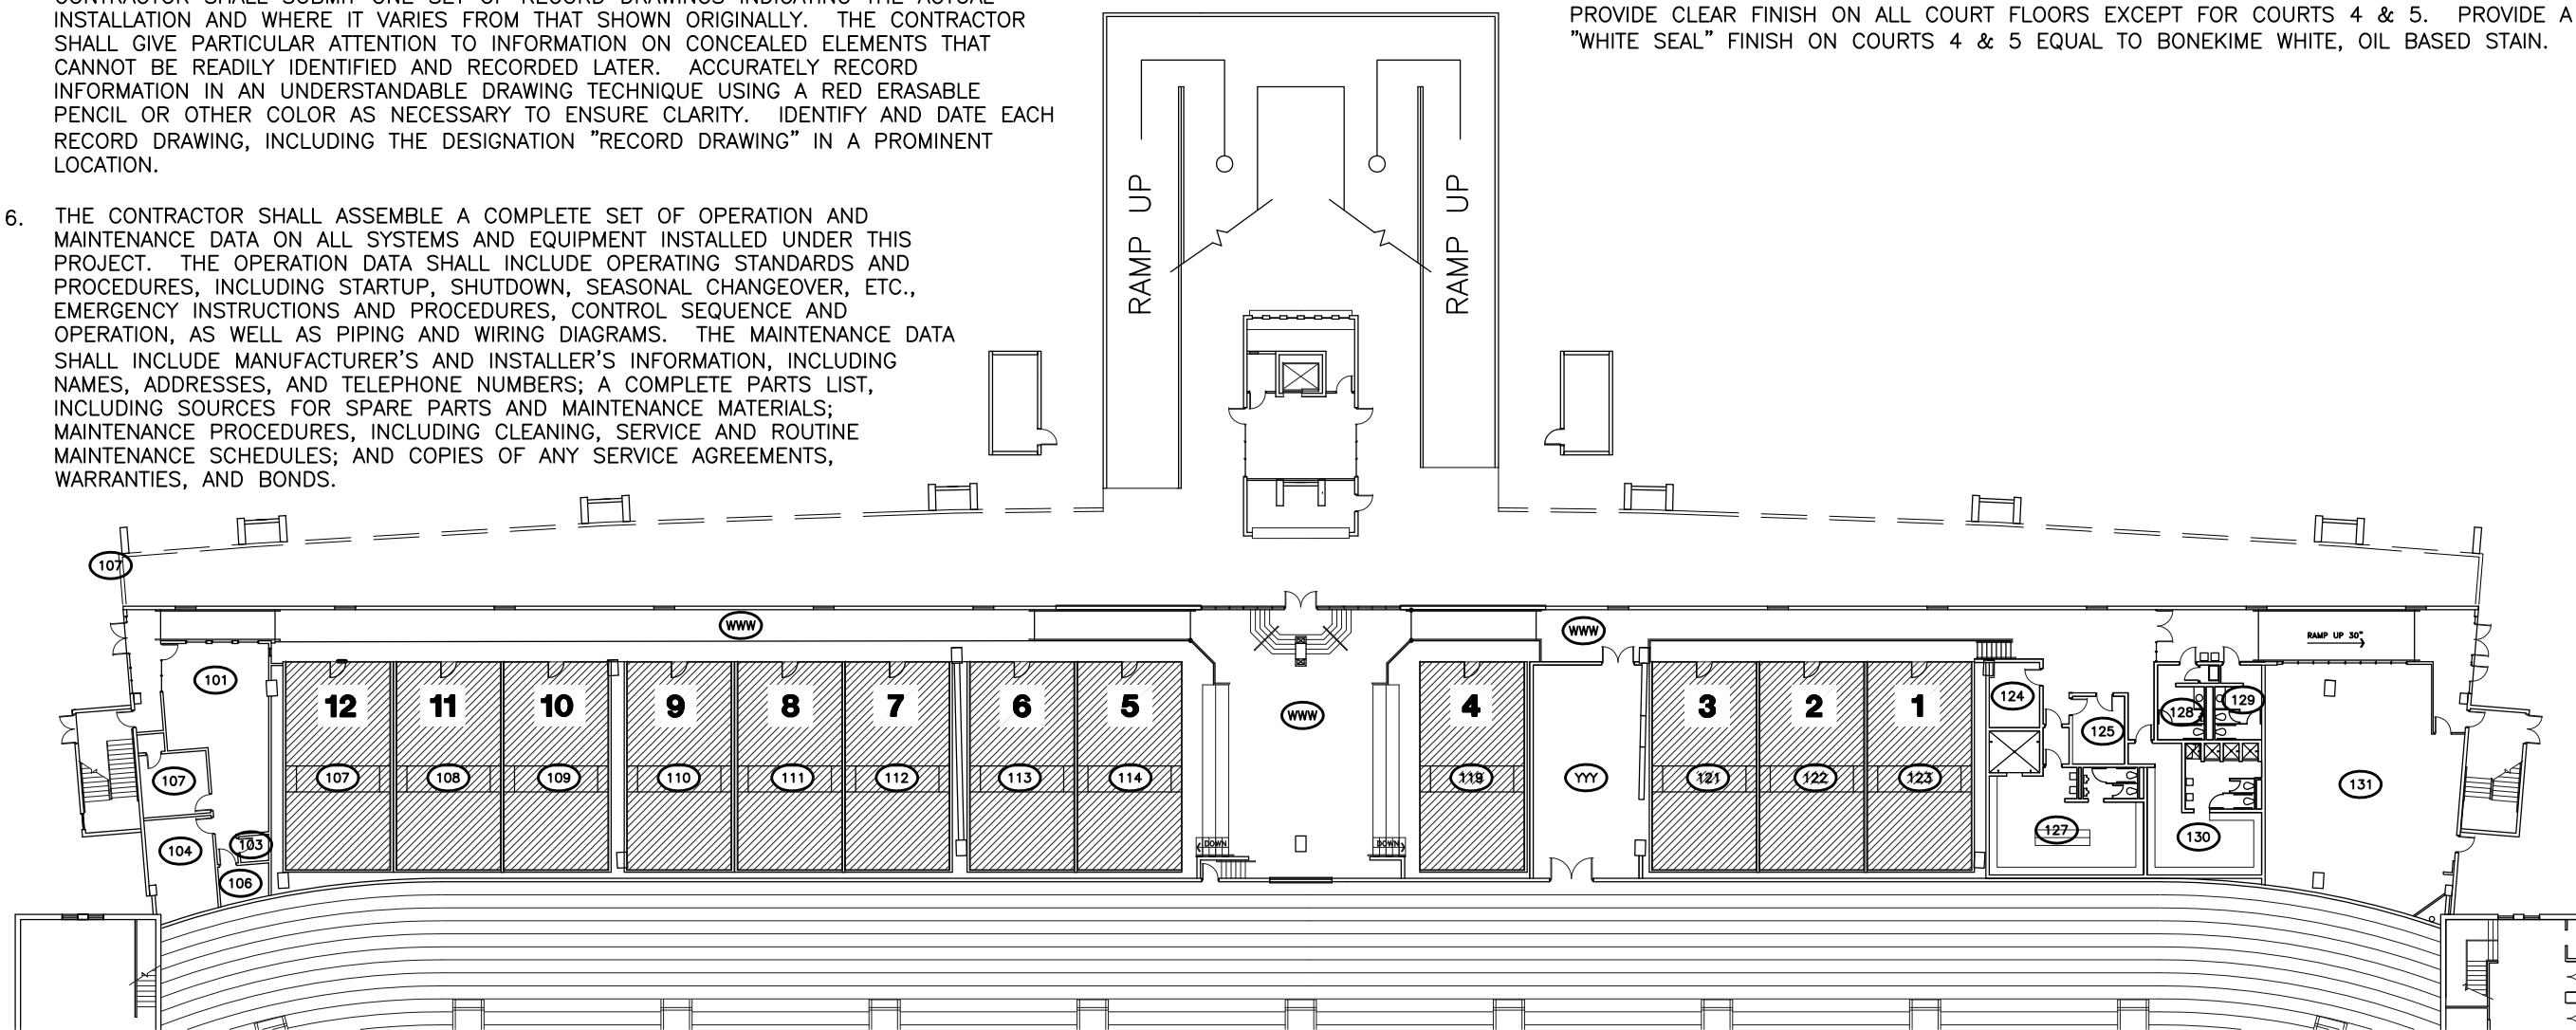 CONTRACTOR SHALL SUBMIT ONE SET OF RECORD DRAWINGS INDICATING THE ACTUAL
INSTALLATION AND WHERE IT VARIES FROM THAT SHOWN ORIGINALLY. THE CONTRACTOR
SHALL GIVE PARTICULAR ATTENTION TO INFORMATION ON CONCEALED ELEMENTS THAT
CANNOT BE READILY IDENTIFIED AND RECORDED LATER. ACCURATELY RECORD
INFORMATION IN AN UNDERSTANDABLE DRAWING TECHNIQUE USING A RED ERASABLE
PENCIL OR OTHER COLOR AS NECESSARY TO ENSURE CLARITY. IDENTIFY AND DATE EACH
RECORD DRAWING, INCLUDING THE DESIGNATION "RECORD DRAWING" IN A PROMINENT
LOCATION.
6. THE CONTRACTOR SHALL ASSEMBLE A COMPLETE SET OF OPERATION AND
MAINTENANCE DATA ON ALL SYSTEMS AND EQUIPMENT INSTALLED UNDER THIS
PROJECT. THE OPERATION DATA SHALL INCLUDE OPERATING STANDARDS AND
PROCEDURES, INCLUDING STARTUP, SHUTDOWN, SEASONAL CHANGEOVER, ETC.,
EMERGENCY INSTRUCTIONS AND PROCEDURES, CONTROL SEQUENCE AND
OPERATION, AS WELL AS PIPING AND WIRING DIAGRAMS. THE MAINTENANCE DATA
SHALL INCLUDE MANUFACTURER'S AND INSTALLER'S INFORMATION, INCLUDING
NAMES, ADDRESSES, AND TELEPHONE NUMBERS; A COMPLETE PARTS LIST,
INCLUDING SOURCES FOR SPARE PARTS AND MAINTENANCE MATERIALS;
MAINTENANCE PROCEDURES, INCLUDING CLEANING, SERVICE AND ROUTINE
MAINTENANCE SCHEDULES; AND COPIES OF ANY SERVICE AGREEMENTS,
WARRANTIES, AND BONDS.
PROVIDE CLEAR FINISH ON ALL COURT FLOORS EXCEPT FOR COURTS 4 & 5. PROVIDE A
"WHITE SEAL" FINISH ON COURTS 4 & 5 EQUAL TO BONEKIME WHITE, OIL BASED STAIN.
RAMP UP
RAMP UP
107
WWW
WWW
RAMP UP 30"
101
12
11
10
9
8
7
6
5
WWW
4
3
2
1
124
125
128
129
107
107
108
109
110
111
112
113
114
119
YYY
121
122
123
131
104
103
106
DOWN
DOWN
127
130